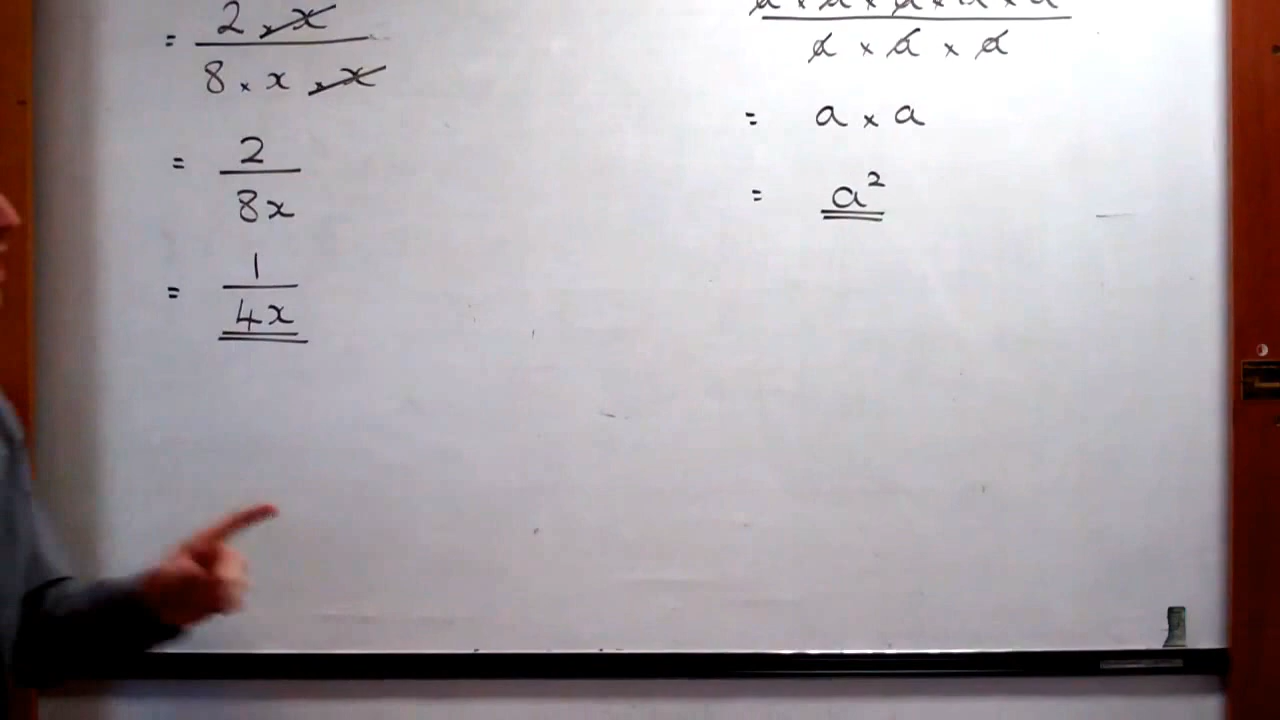 = 2 × x
8 × x × x
= 2
8x
= 1
4x
a × a × a × a × a
a × a × a
= a × a
= a²